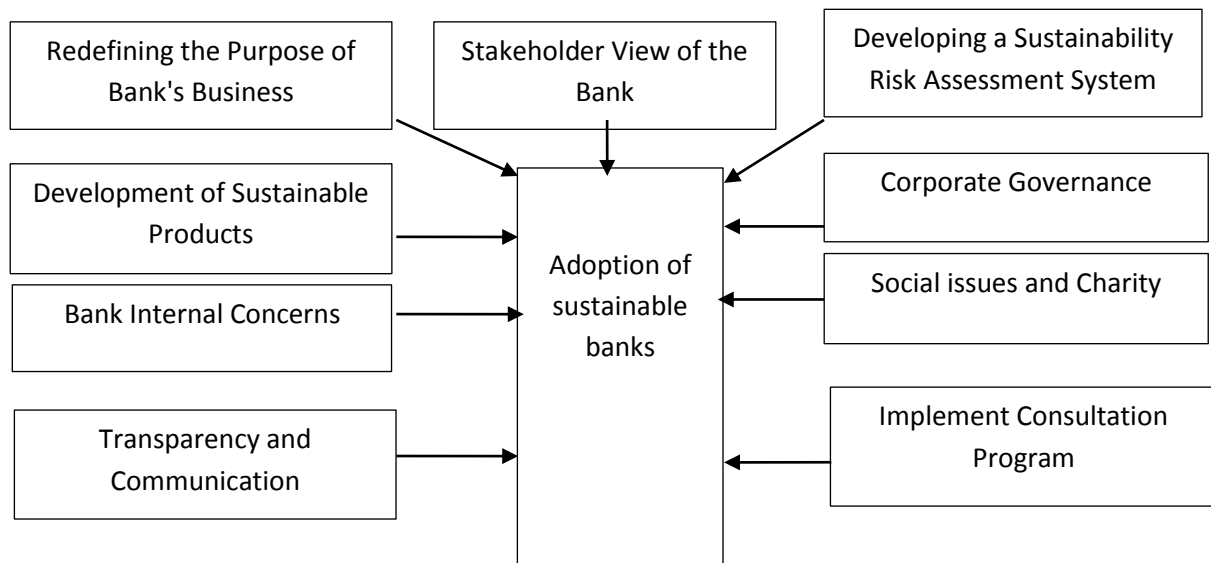 Redefining the Purpose of
Bank's Business
Stakeholder View of the
Bank
Developing a Sustainability
Risk Assessment System
Development of Sustainable
Products
Corporate Governance
Adoption of
sustainable
banks
Bank Internal Concerns
Social issues and Charity
Transparency and
Communication
Implement Consultation
Program